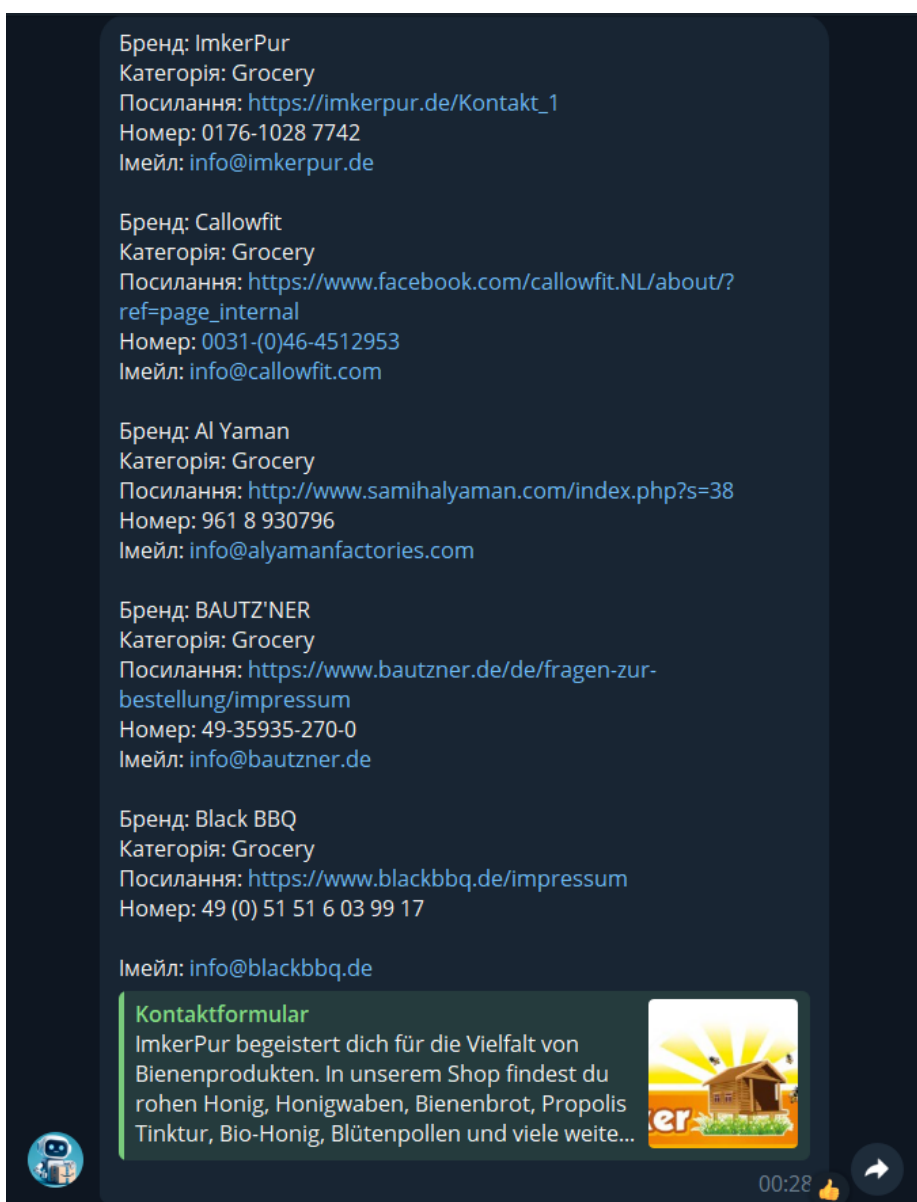 Бренд: ImkerPur
Категорія: Grocery
Посилання: https://imkerpur.de/Kontakt_1
Номер: 0176-1028 7742
Імейл: info@imkerpur.de
Бренд: Callowfit
Категорія: Grocery
Посилання: https://www.facebook.com/callowfit.NL/about/?
ref=page_internal
Номер: 0031-(0)46-4512953
Імейл: info@callowfit.com
Бренд: Al Yaman
Категорія: Grocery
Посилання: http://www.samihalyaman.com/index.php?s=38
Номер: 961 8 930796
Імейл: info@alyamanfactories.com
Бренд: BAUTZ'NER
Категорія: Grocery
Посилання: https://www.bautzner.de/de/fragen-zur-
bestellung/impressum
Номер: 49-35935-270-0
Імейл: info@bautzner.de
Бренд: Black BBQ
Категорія: Grocery
Посилання: https://www.blackbbq.de/impressum
Номер: 49 (0) 51 51 6 03 99 17
Імейл: info@blackbbq.de
Kontaktformular
ImkerPur begeistert dich für die Vielfalt von
Bienenprodukten. In unserem Shop findest du
rohen Honig, Honigwaben, Bienenbrot, Propolis
Tinktur, Bio-Honig, Blütenpollen und viele weite...
ker
00:28